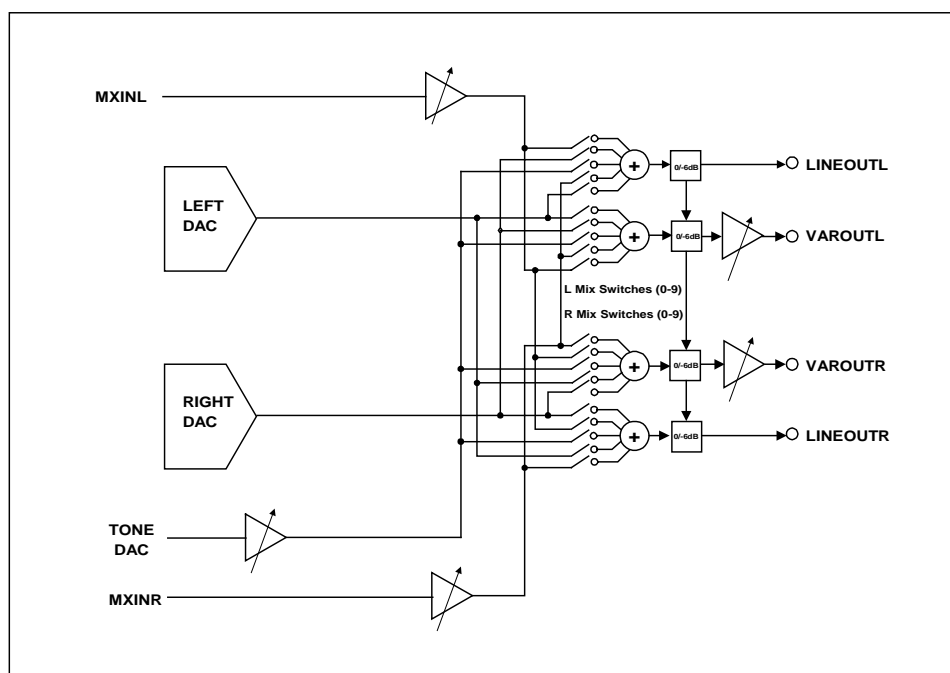 MXINL
LEFT
DAC
+
0/-6dB
LINEOUTL
+
0/-6dB
VAROUTL
L Mix Switches (0-9)
R Mix Switches (0-9)
+
0/-6dB
VAROUTR
RIGHT
DAC
+
0/-6dB
LINEOUTR
TONE
DAC
MXINR